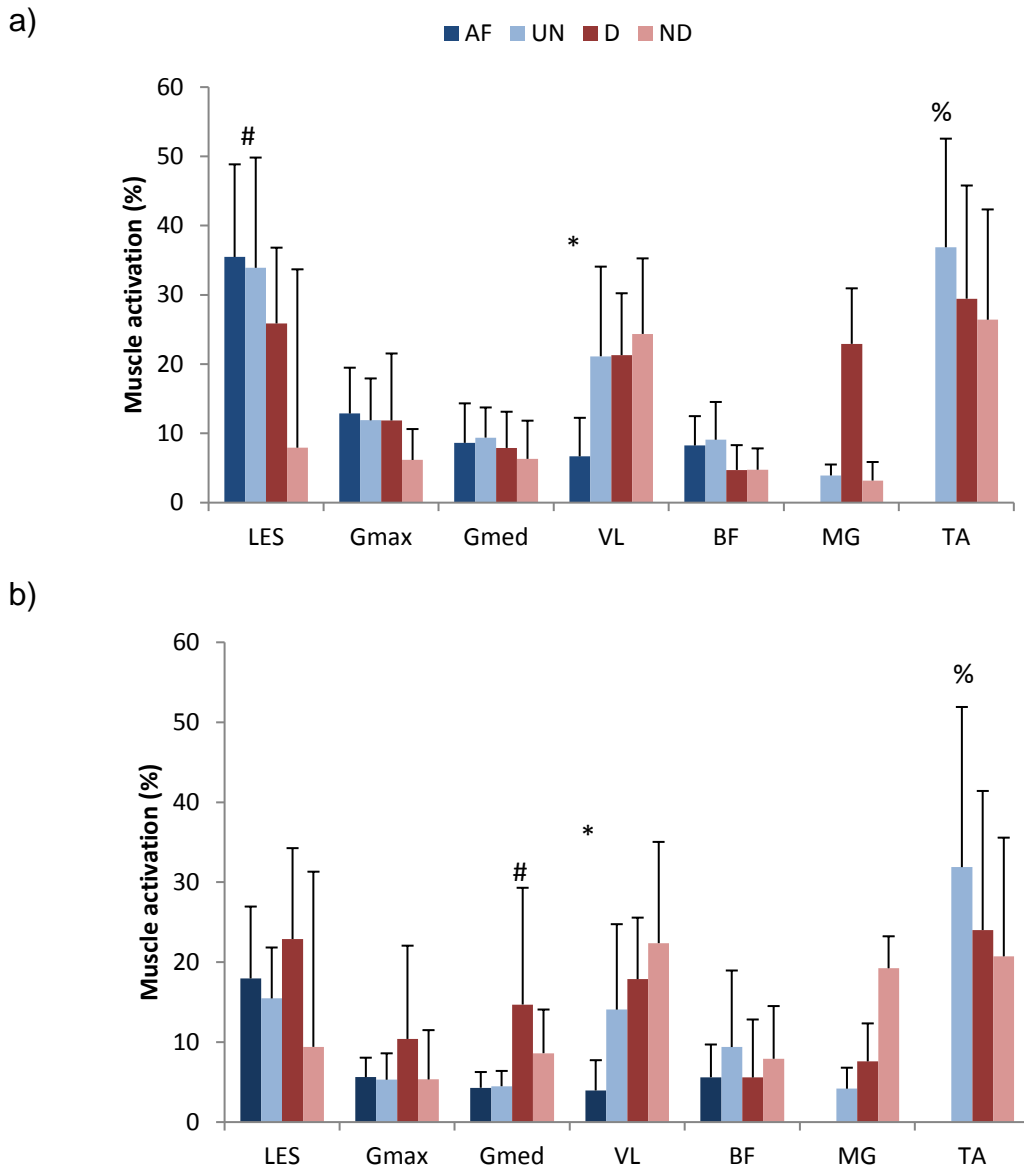 a)
AF UN D ND
Muscle activation (%)
60
50
40
30
20
10
0
# * %
LES Gmax Gmed VL BF MG TA
b)
Muscle activation (%)
60
50
40
30
20
10
0
# * %
LES Gmax Gmed VL BF MG TA